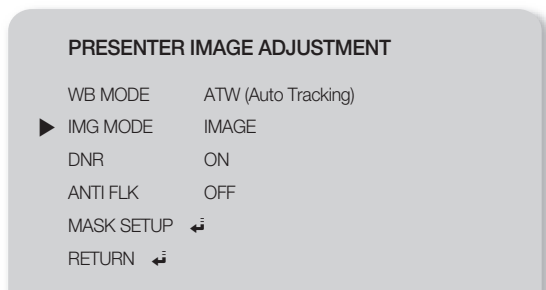 PRESENTER IMAGE ADJUSTMENT
WB MODE ATW (Auto Tracking)
IMG MODE IMAGE
DNR ON
ANTI FLK OFF
MASK SETUP
RETURN